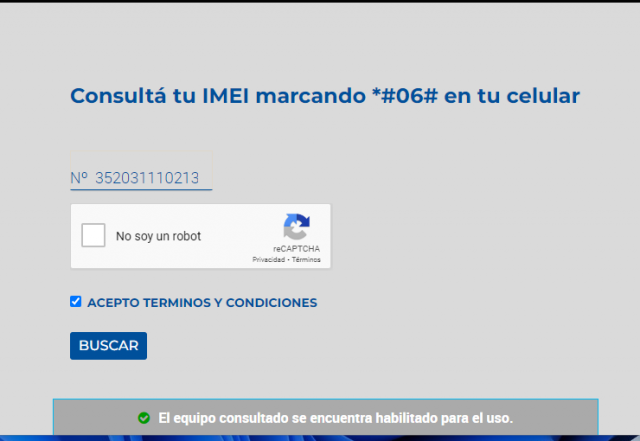 Consultá tu IMEI marcando *#06# en tu celular
Nº 352031110213
No soy un robot
reCAPTCHA
Privacidad - Términos
ACEPTO TERMINOS Y CONDICIONES
BUSCAR
El equipo consultado se encuentra habilitado para el uso.